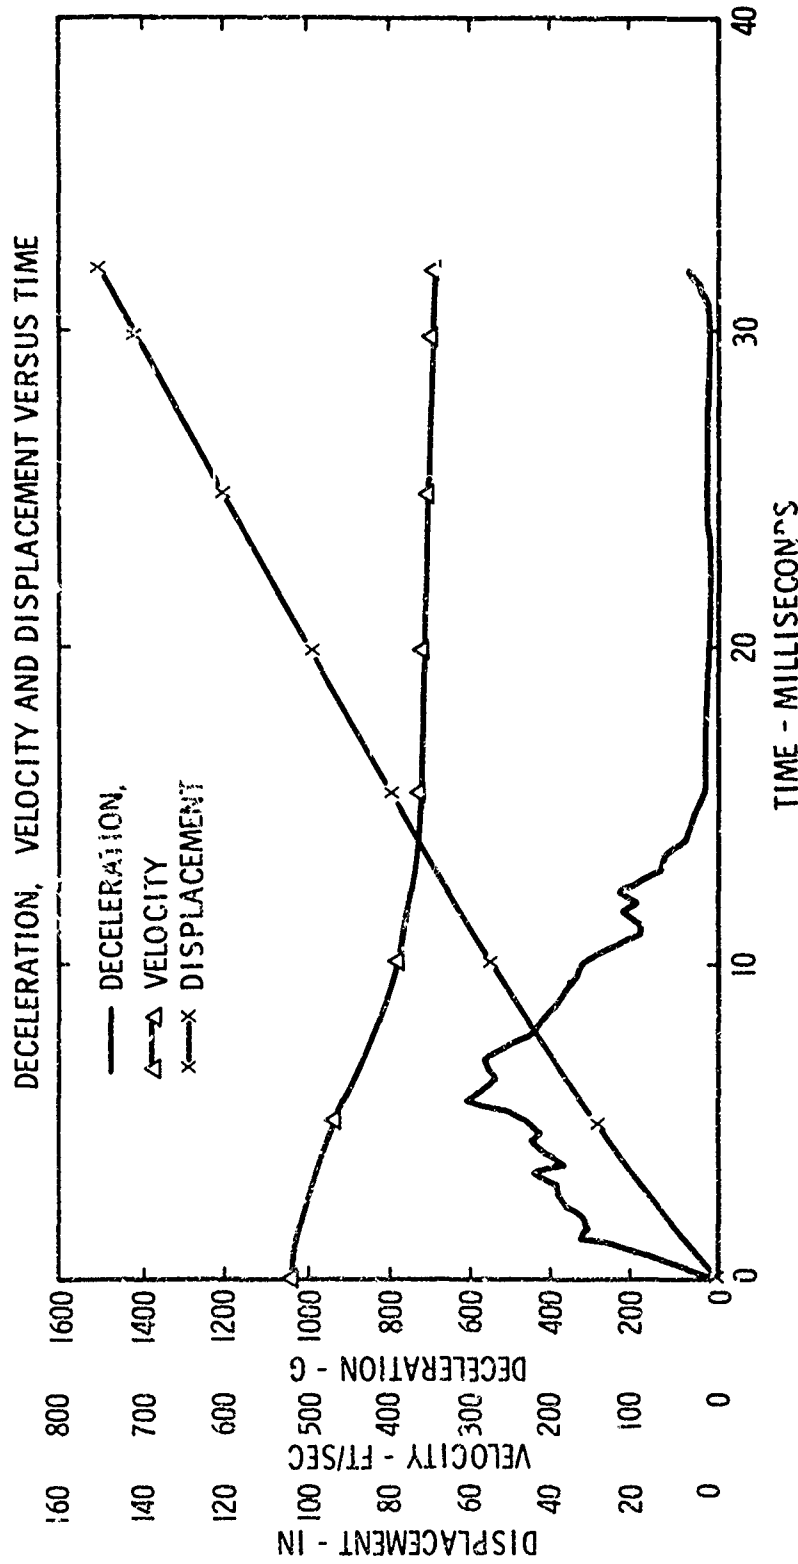 DECELERATION, VELOCITY AND DISPLACEMENT VERSUS TIME
DECELERATION,
VELOCITY
DISPLACEMENT
160 800 1600
140 700 1400
120 600 1200
100 500 1000
80 400 800
60 300 600
40 200 400
20 100 200
0 0 0
DISPLACEMENT - IN
VELOCITY - FT/SEC
DECELERATION - G
0 10 20 30 40
TIME - MILLISECONDS